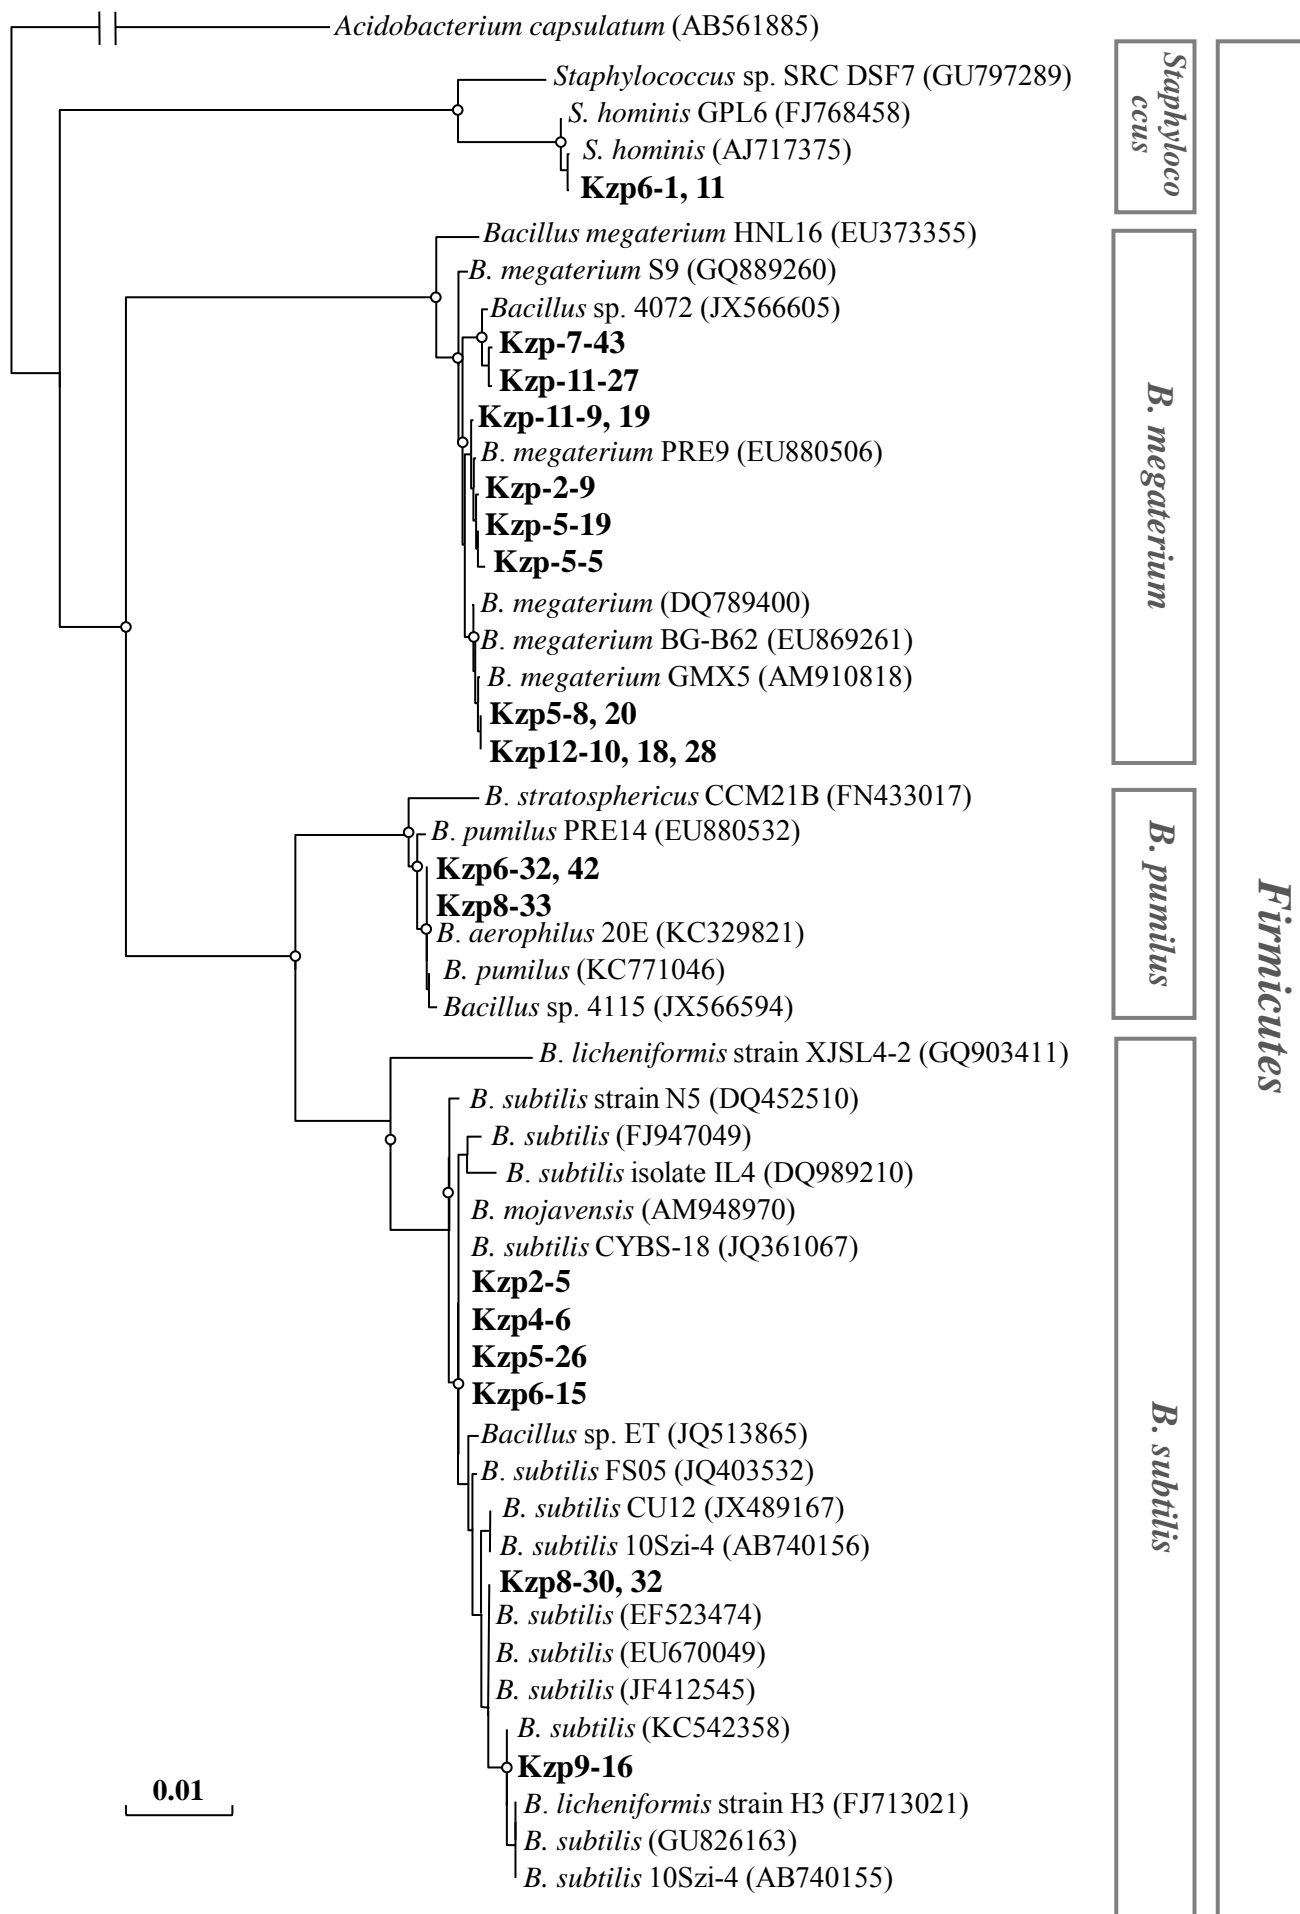 Acidobacterium capsulatum (AB561885)
Staphylococcus sp. SRC DSF7 (GU797289)
S. hominis GPL6 (FJ768458)
S. hominis (AJ717375)
Kzp6-1, 11
Bacillus megaterium HNL16 (EU373355)
B. megaterium S9 (GQ889260)
Bacillus sp. 4072 (JX566605)
Kzp-7-43
Kzp-11-27
Kzp-11-9, 19
B. megaterium PRE9 (EU880506)
Kzp-2-9
Kzp-5-19
Kzp-5-5
B. megaterium (DQ789400)
B. megaterium BG-B62 (EU869261)
B. megaterium GMX5 (AM910818)
Kzp5-8, 20
Kzp12-10, 18, 28
B. stratosphericus CCM21B (FN433017)
B. pumilus PRE14 (EU880532)
Kzp6-32, 42
Kzp8-33
B. aerophilus 20E (KC329821)
B. pumilus (KC771046)
Bacillus sp. 4115 (JX566594)
B. licheniformis strain XJSL4-2 (GQ903411)
B. subtilis strain N5 (DQ452510)
B. subtilis (FJ947049)
B. subtilis isolate IL4 (DQ989210)
B. mojavensis (AM948970)
B. subtilis CYBS-18 (JQ361067)
Kzp2-5
Kzp4-6
Kzp5-26
Kzp6-15
Bacillus sp. ET (JQ513865)
B. subtilis FS05 (JQ403532)
B. subtilis CU12 (JX489167)
B. subtilis 10Szi-4 (AB740156)
Kzp8-30, 32
B. subtilis (EF523474)
B. subtilis (EU670049)
B. subtilis (JF412545)
B. subtilis (KC542358)
Kzp9-16
B. licheniformis strain H3 (FJ713021)
B. subtilis (GU826163)
B. subtilis 10Szi-4 (AB740155)
0.01
Staphyloco
ccus
B. megaterium
B. pumilus
B. subtilis
Firmicutes